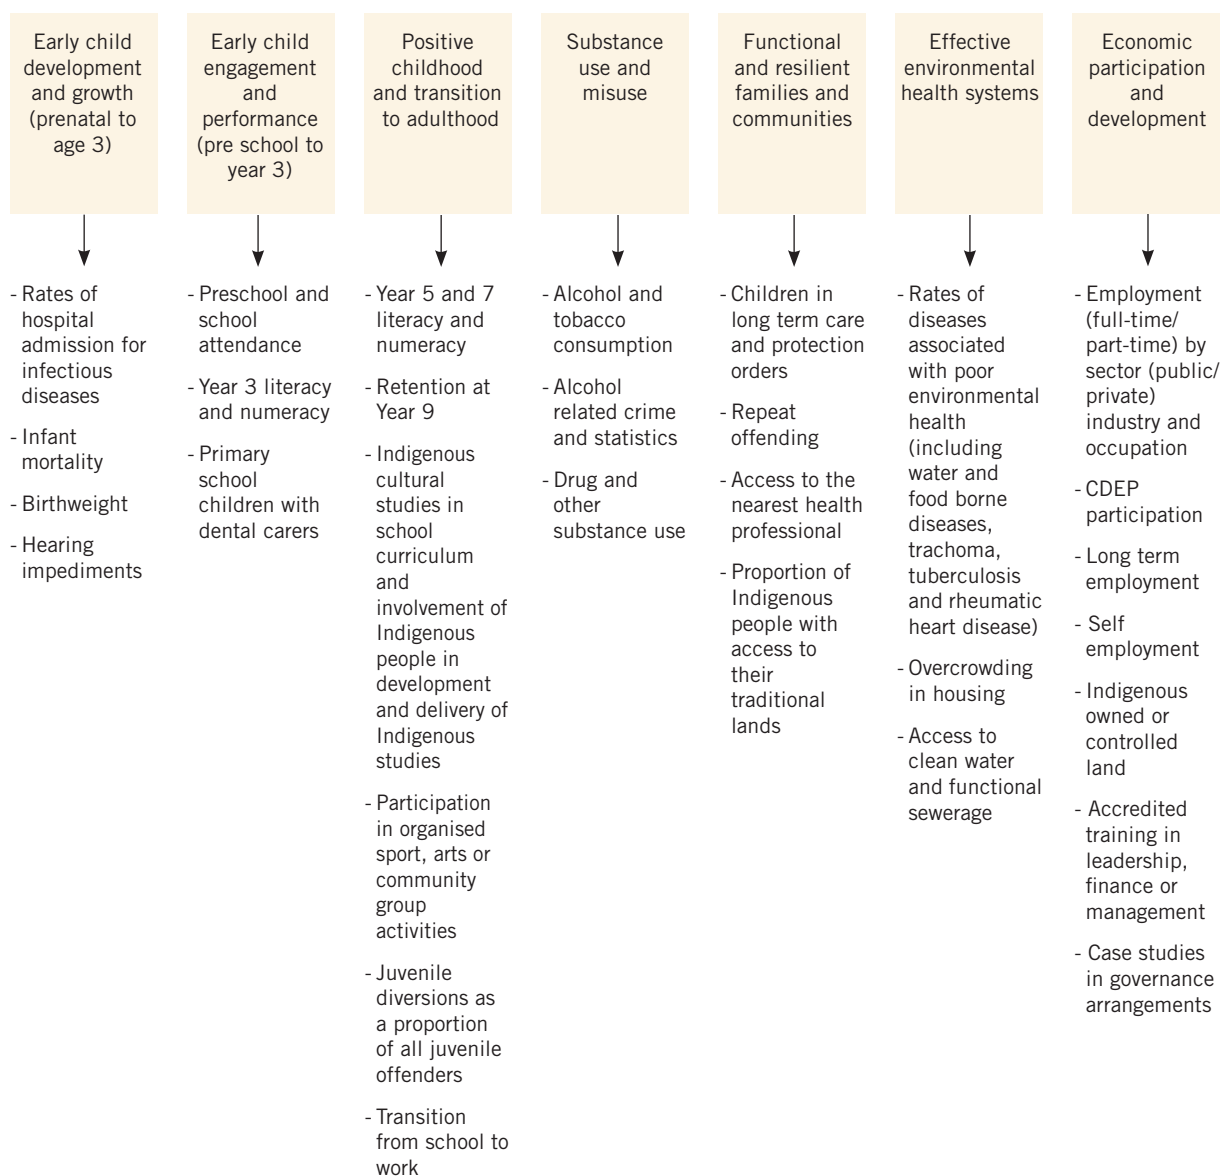 Early child
development
and growth
(prenatal to
age 3)
Early child
engagement
and
performance
(pre school to
year 3)
Positive
childhood
and transition
to adulthood
Substance
use and
misuse
Functional
and resilient
families and
communities
Effective
environmental
health systems
Economic
participation
and
development
- Rates of
hospital
admission for
infectious
diseases
- Infant
mortality
- Birthweight
- Hearing
impediments
- Preschool and
school
attendance
- Year 3 literacy
and numeracy
- Primary
school
children with
dental carers
- Year 5 and 7
literacy and
numeracy
- Retention at
Year 9
- Indigenous
cultural
studies in
school
curriculum
and
involvement of
Indigenous
people in
development
and delivery of
Indigenous
studies
- Participation
in organised
sport, arts or
community
group
activities
- Juvenile
diversions as
a proportion
of all juvenile
offenders
- Transition
from school to
work
- Alcohol and
tobacco
consumption
- Alcohol
related crime
and statistics
- Drug and
other
substance use
- Children in
long term care
and protection
orders
- Repeat
offending
- Access to the
nearest health
professional
- Proportion of
Indigenous
people with
access to
their
traditional
lands
- Rates of
diseases
associated
with poor
environmental
health
(including
water and
food borne
diseases,
trachoma,
tuberculosis
and rheumatic
heart disease)
- Overcrowding
in housing
- Access to
clean water
and functional
sewerage
- Employment
(full-time/
part-time) by
sector (public/
private)
industry and
occupation
- CDEP
participation
- Long term
employment
- Self
employment
- Indigenous
owned or
controlled
land
- Accredited
training in
leadership,
finance or
management
- Case studies
in governance
arrangements